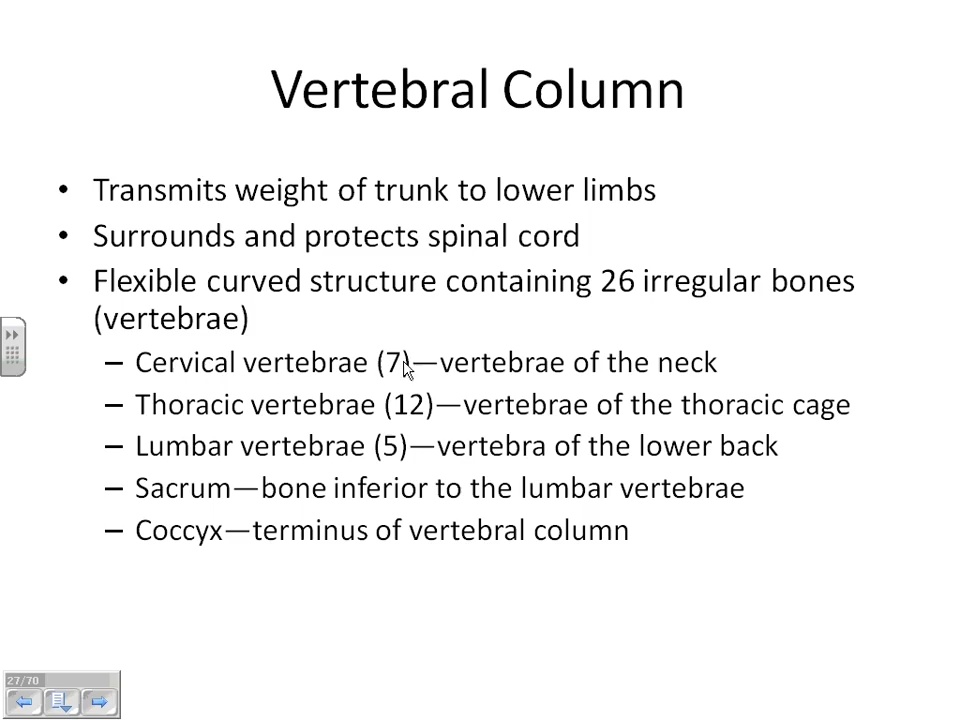 Vertebral Column
• Transmits weight of trunk to lower limbs
• Surrounds and protects spinal cord
• Flexible curved structure containing 26 irregular bones
(vertebrae)
– Cervical vertebrae (7)—vertebrae of the neck
– Thoracic vertebrae (12)—vertebrae of the thoracic cage
– Lumbar vertebrae (5)—vertebra of the lower back
– Sacrum—bone inferior to the lumbar vertebrae
– Coccyx—terminus of vertebral column
27/70